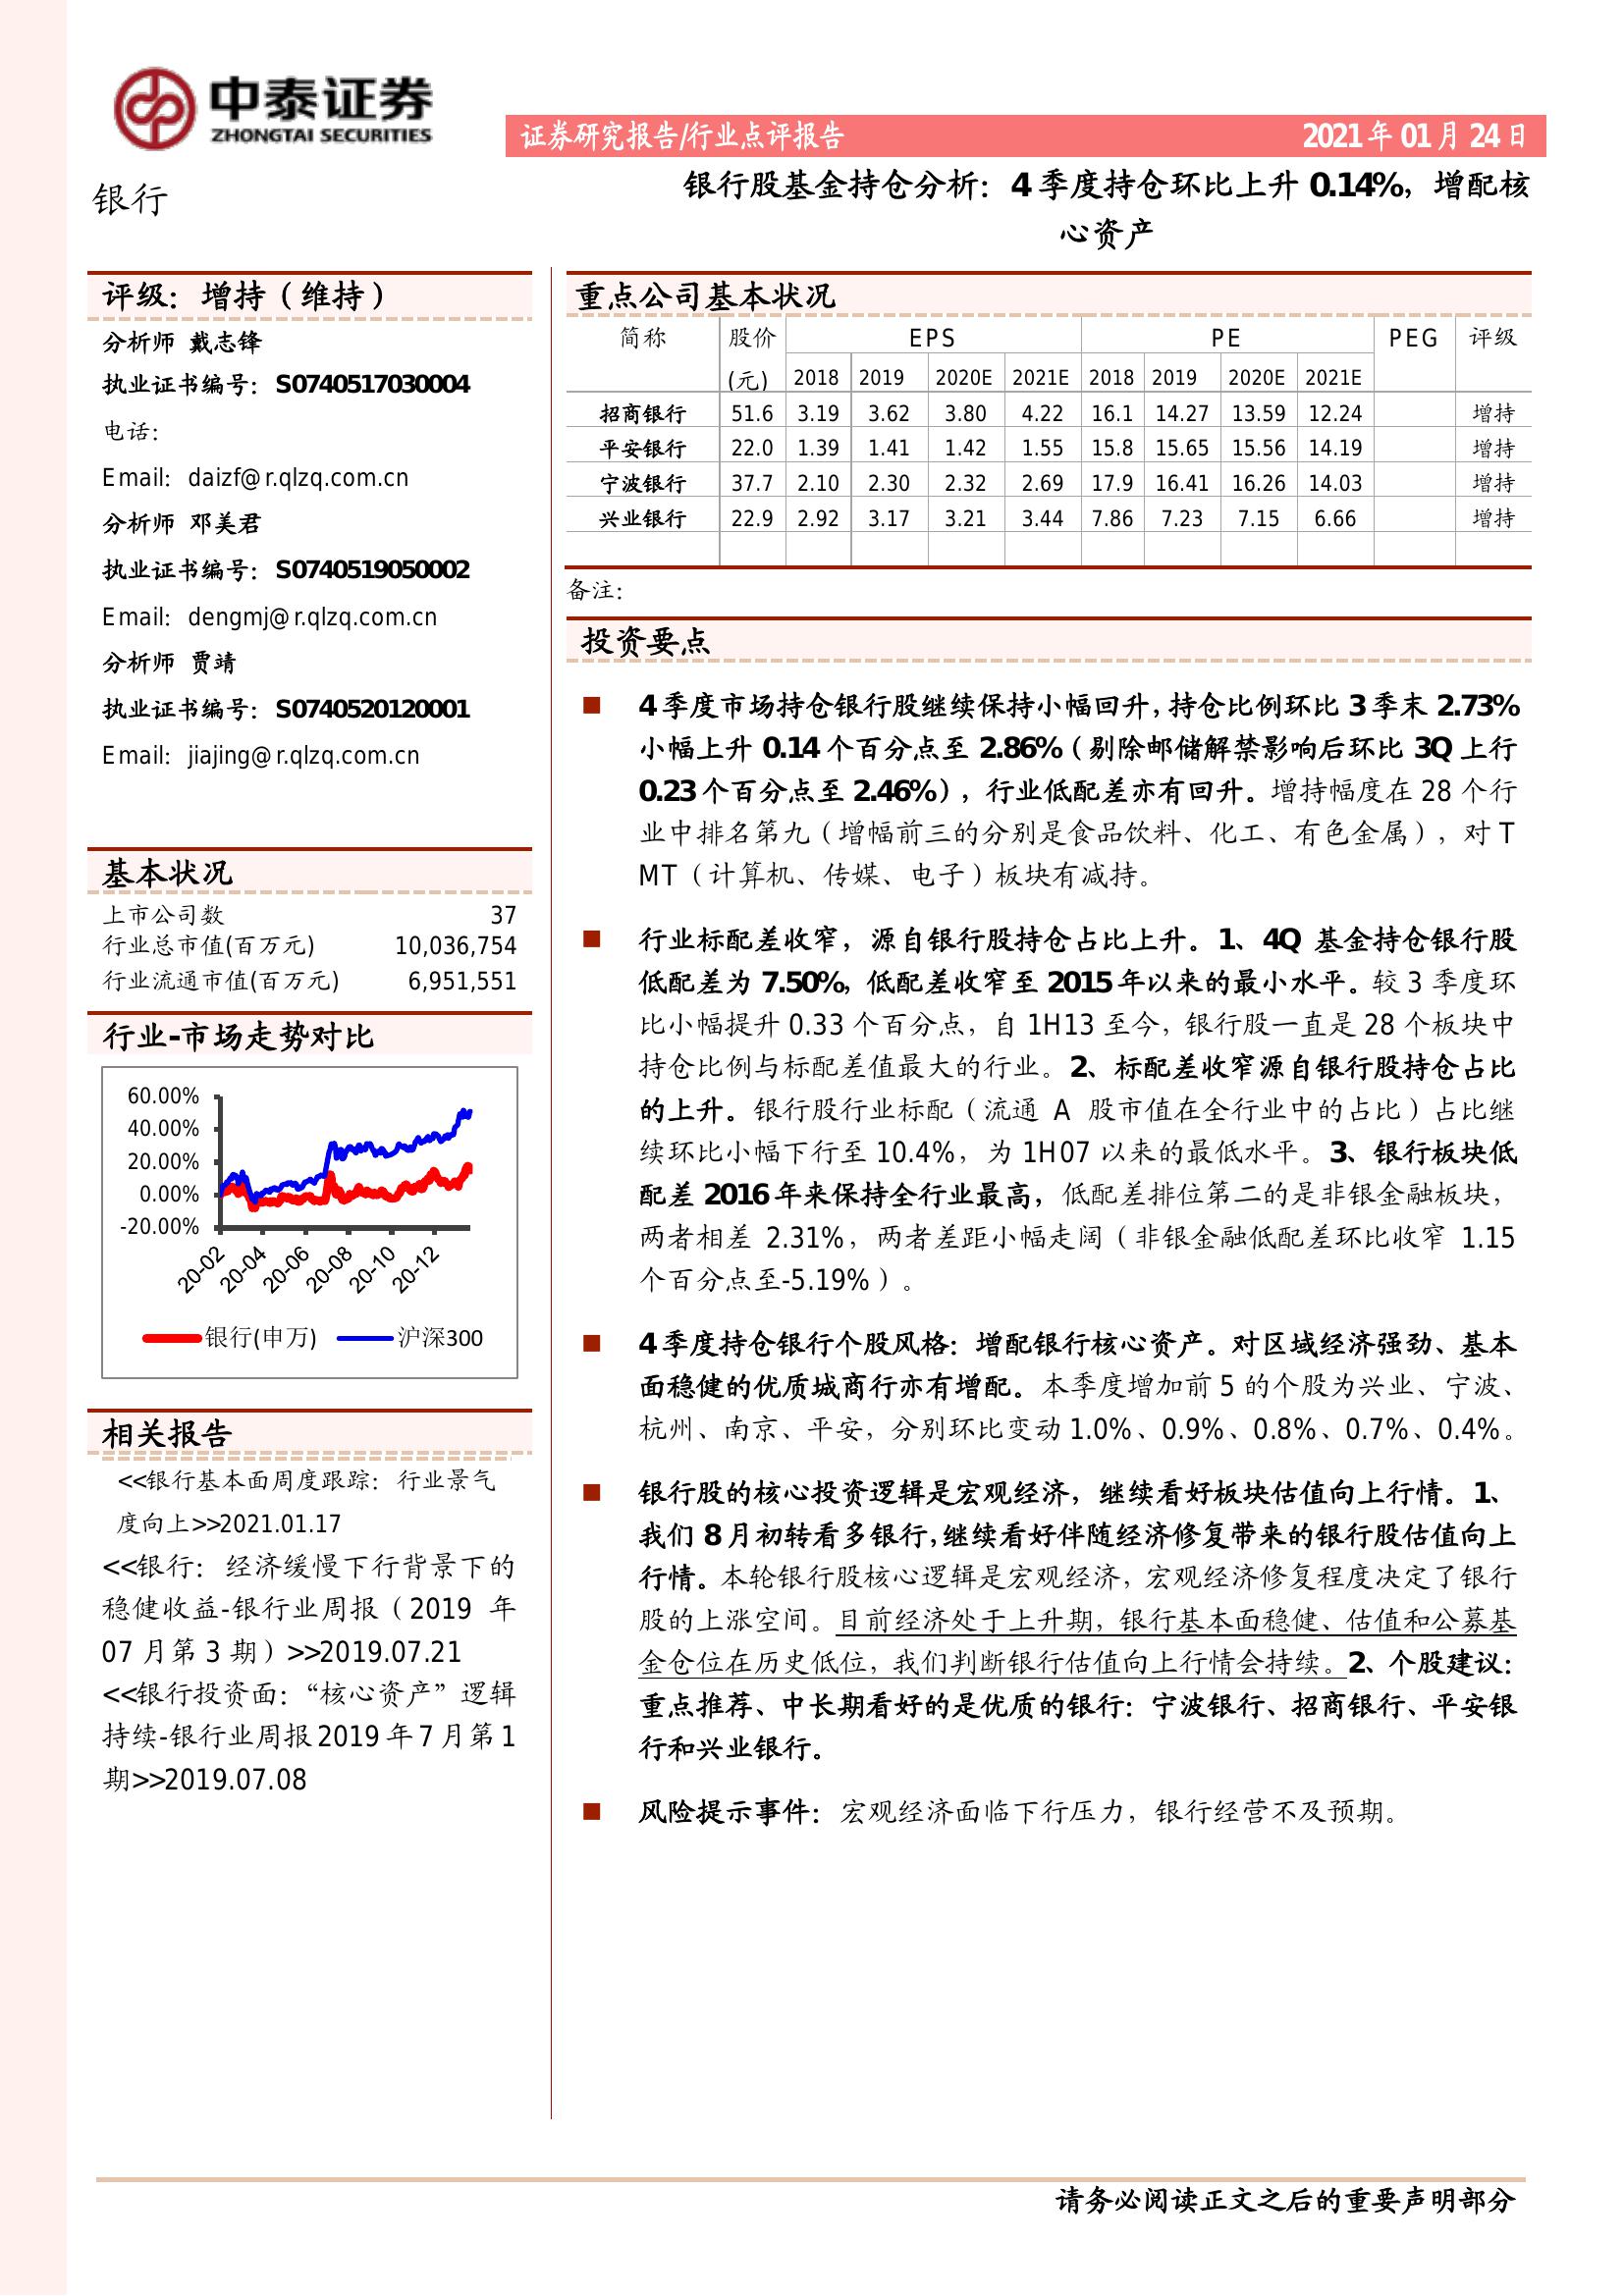 中泰证券
ZHONGTAI SECURITIES
证券研究报告/行业点评报告 2021年01月24日
银行
银行股基金持仓分析：4季度持仓环比上升0.14%，增配核
心资产
评级：增持（维持）
分析师 戴志锋
执业证书编号：S0740517030004
电话：
Email：daizf@r.qlzq.com.cn
分析师 邓美君
执业证书编号：S0740519050002
Email：dengmj@r.qlzq.com.cn
分析师 贾靖
执业证书编号：S0740520120001
Email：jiajing@r.qlzq.com.cn
基本状况
上市公司数 37
行业总市值(百万元) 10,036,754
行业流通市值(百万元) 6,951,551
行业-市场走势对比
60.00%
40.00%
20.00%
0.00%
-20.00%
20-02 20-04 20-06 20-08 20-10 20-12
银行(申万) 沪深300
相关报告
<<银行基本面周度跟踪：行业景气
度向上>>2021.01.17
<<银行：经济缓慢下行背景下的
稳健收益-银行业周报（2019 年
07 月第 3 期）>>2019.07.21
<<银行投资面：“核心资产”逻辑
持续-银行业周报2019年7月第1
期>>2019.07.08
重点公司基本状况
简称 股价 EPS PE PEG 评级
(元) 2018 2019 2020E 2021E 2018 2019 2020E 2021E
招商银行 51.6 3.19 3.62 3.80 4.22 16.1 14.27 13.59 12.24 增持
平安银行 22.0 1.39 1.41 1.42 1.55 15.8 15.65 15.56 14.19 增持
宁波银行 37.7 2.10 2.30 2.32 2.69 17.9 16.41 16.26 14.03 增持
兴业银行 22.9 2.92 3.17 3.21 3.44 7.86 7.23 7.15 6.66 增持
备注：
投资要点
■ 4季度市场持仓银行股继续保持小幅回升，持仓比例环比3季末2.73%
小幅上升0.14个百分点至2.86%（剔除邮储解禁影响后环比3Q上行
0.23个百分点至2.46%），行业低配差亦有回升。增持幅度在28个行
业中排名第九（增幅前三的分别是食品饮料、化工、有色金属），对T
MT（计算机、传媒、电子）板块有减持。
■ 行业标配差收窄，源自银行股持仓占比上升。1、4Q 基金持仓银行股
低配差为7.50%，低配差收窄至2015年以来的最小水平。较3季度环
比小幅提升0.33个百分点，自1H13至今，银行股一直是28个板块中
持仓比例与标配差值最大的行业。2、标配差收窄源自银行股持仓占比
的上升。银行股行业标配（流通 A 股市值在全行业中的占比）占比继
续环比小幅下行至10.4%，为1H07以来的最低水平。3、银行板块低
配差2016年来保持全行业最高，低配差排位第二的是非银金融板块，
两者相差 2.31%，两者差距小幅走阔（非银金融低配差环比收窄 1.15
个百分点至-5.19%）。
■ 4季度持仓银行个股风格：增配银行核心资产。对区域经济强劲、基本
面稳健的优质城商行亦有增配。本季度增加前5的个股为兴业、宁波、
杭州、南京、平安，分别环比变动1.0%、0.9%、0.8%、0.7%、0.4%。
■ 银行股的核心投资逻辑是宏观经济，继续看好板块估值向上行情。1、
我们8月初转看多银行，继续看好伴随经济修复带来的银行股估值向上
行情。本轮银行股核心逻辑是宏观经济，宏观经济修复程度决定了银行
股的上涨空间。目前经济处于上升期，银行基本面稳健、估值和公募基
金仓位在历史低位，我们判断银行估值向上行情会持续。2、个股建议：
重点推荐、中长期看好的是优质的银行：宁波银行、招商银行、平安银
行和兴业银行。
■ 风险提示事件：宏观经济面临下行压力，银行经营不及预期。
请务必阅读正文之后的重要声明部分